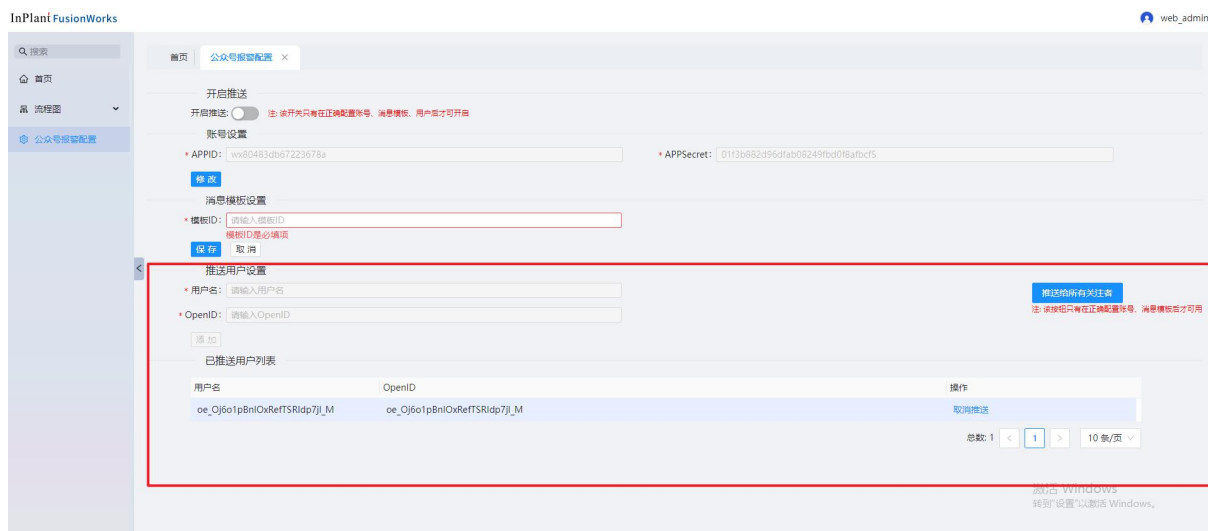 InPlant FusionWorks
web_admin
搜索
首页
公众号报警配置
首页
流程图
公众号报警配置
开启推送
开启推送:
注: 该开关只有在正确配置账号、消息模板、用户后才可开启
账号设置
* APPID: wx80483db67223678a
* APPSecret: 01f3b882d96dfab08249fbd0f8afbcf5
修 改
消息模板设置
* 模板ID: 请输入模板ID
模板ID是必填项
保 存 取 消
推送用户设置
* 用户名: 请输入用户名
推送给所有关注者
注: 该按钮只有在正确配置账号、消息模板后才可用
* OpenID: 请输入OpenID
添 加
已推送用户列表
用户名 OpenID 操作
oe_Oj6o1pBnIOxRefTSRIdp7jI_M oe_Oj6o1pBnIOxRefTSRIdp7jI_M 取消推送
总数: 1 < 1 > 10 条/页
激活 Windows
转到"设置"以激活 Windows。